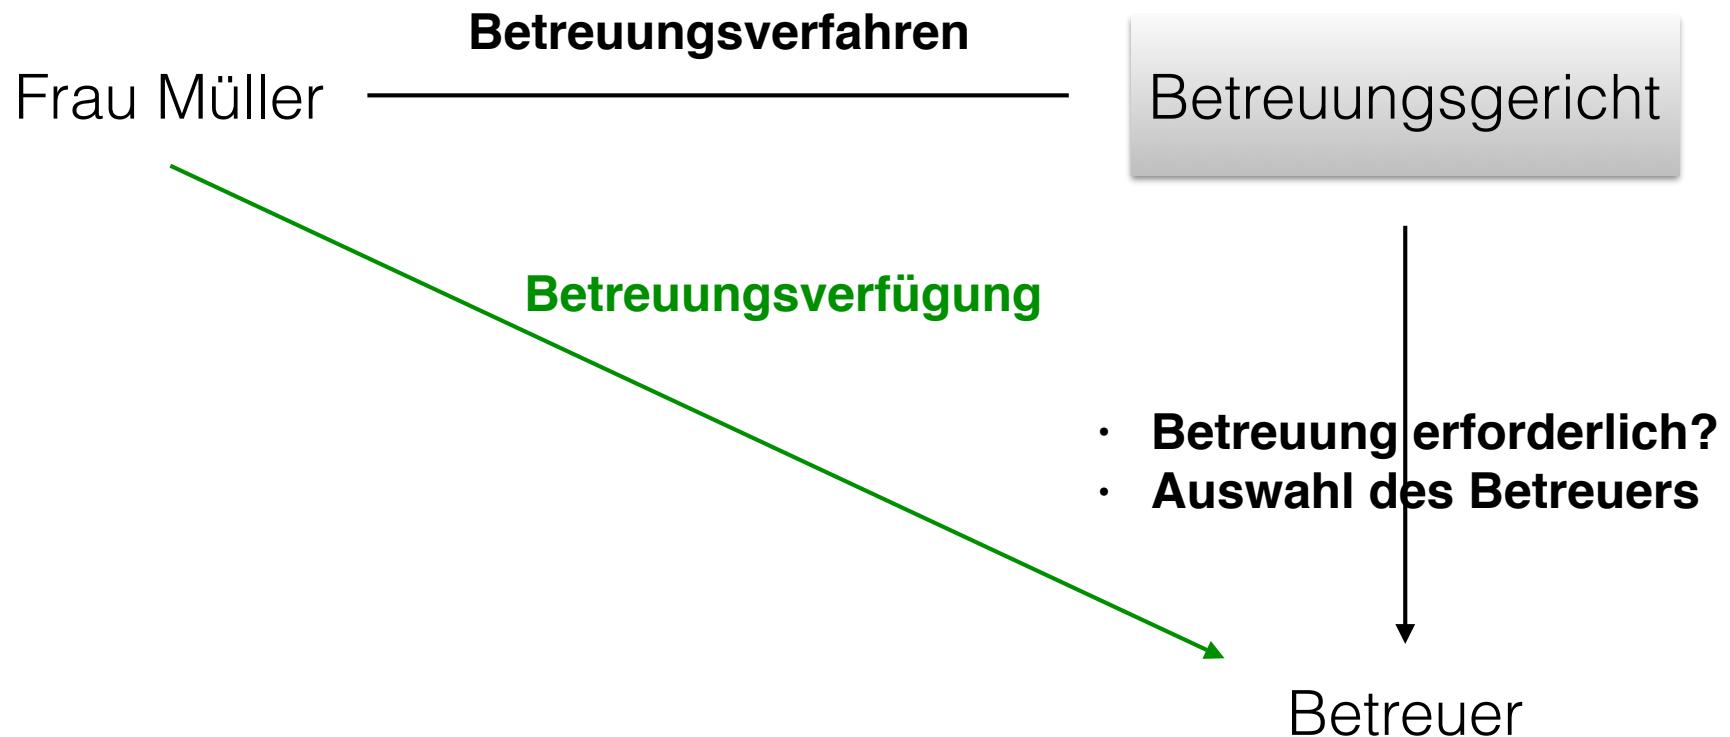 Betreuungsverfahren
Frau Müller
Betreuungsgericht
Betreuungsverfügung
· Betreuung erforderlich?
· Auswahl des Betreuers
Betreuer